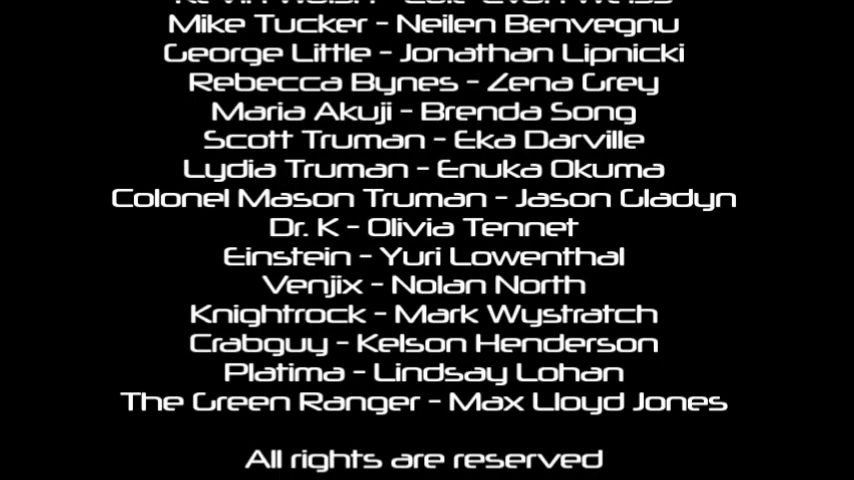 Mike Tucker - Neilen Benvegnu
George Little - Jonathan Lipnicki
Rebecca Bynes - Zena Grey
Maria Akuji - Brenda Song
Scott Truman - Eka Darville
Lydia Truman - Enuka Okuma
Colonel Mason Truman - Jason Gladyn
Dr. K - Olivia Tennet
Einstein - Yuri Lowenthal
Venjix - Nolan North
Knightrock - Mark Wystratch
Crabguy - Kelson Henderson
Platima - Lindsay Lohan
The Green Ranger - Max Lloyd Jones
All rights are reserved